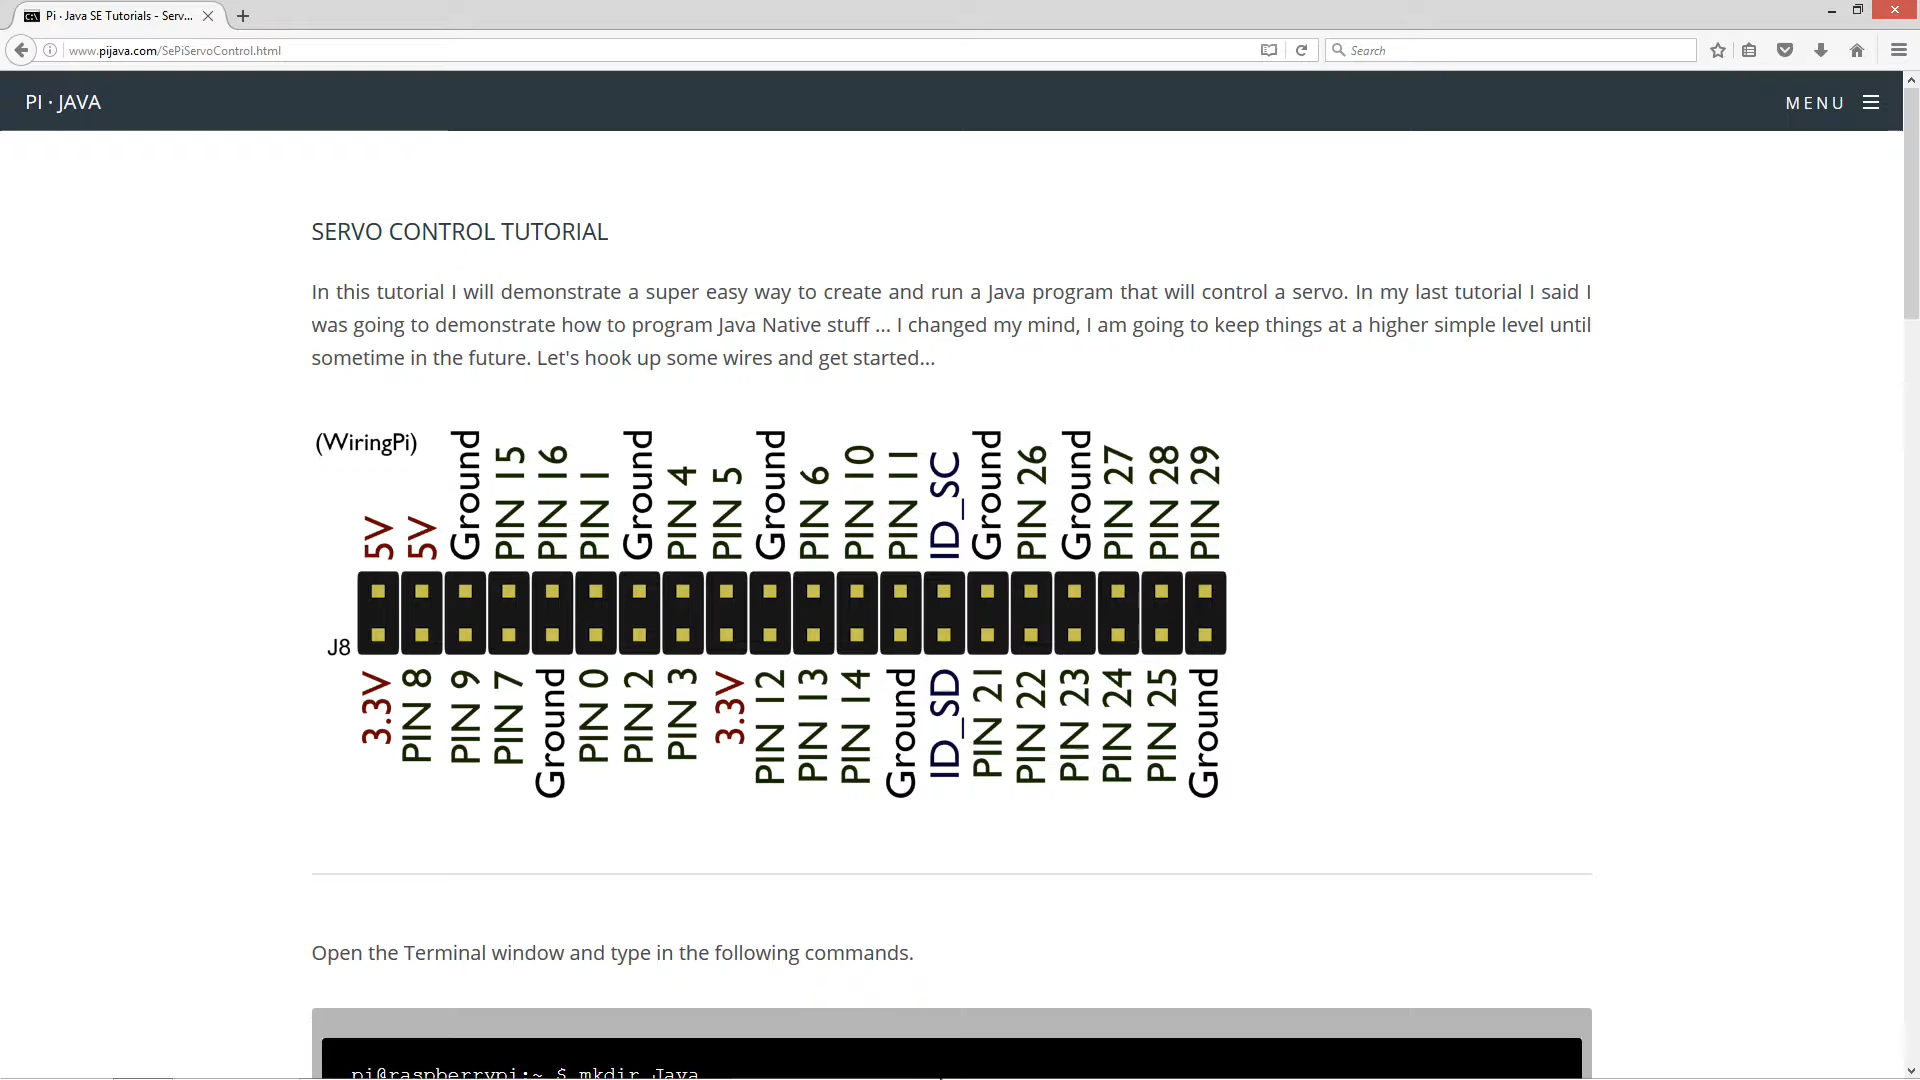 Pi · Java SE Tutorials - Serv...
www.pijava.com/SePiServoControl.html
Search
PI · JAVA
MENU
SERVO CONTROL TUTORIAL
In this tutorial I will demonstrate a super easy way to create and run a Java program that will control a servo. In my last tutorial I said I
was going to demonstrate how to program Java Native stuff ... I changed my mind, I am going to keep things at a higher simple level until
sometime in the future. Let's hook up some wires and get started...
(WiringPi)
5V
5V
Ground
PIN 15
PIN 16
PIN 1
Ground
PIN 4
PIN 5
Ground
PIN 6
PIN 10
PIN 11
ID_SC
Ground
PIN 26
Ground
PIN 27
PIN 28
PIN 29
J8
3.3V
PIN 8
PIN 9
PIN 7
Ground
PIN 0
PIN 2
PIN 3
3.3V
PIN 12
PIN 13
PIN 14
Ground
ID_SD
PIN 21
PIN 22
PIN 23
PIN 24
PIN 25
Ground
Open the Terminal window and type in the following commands.
pi@raspberrypi:~ $ mkdir Java